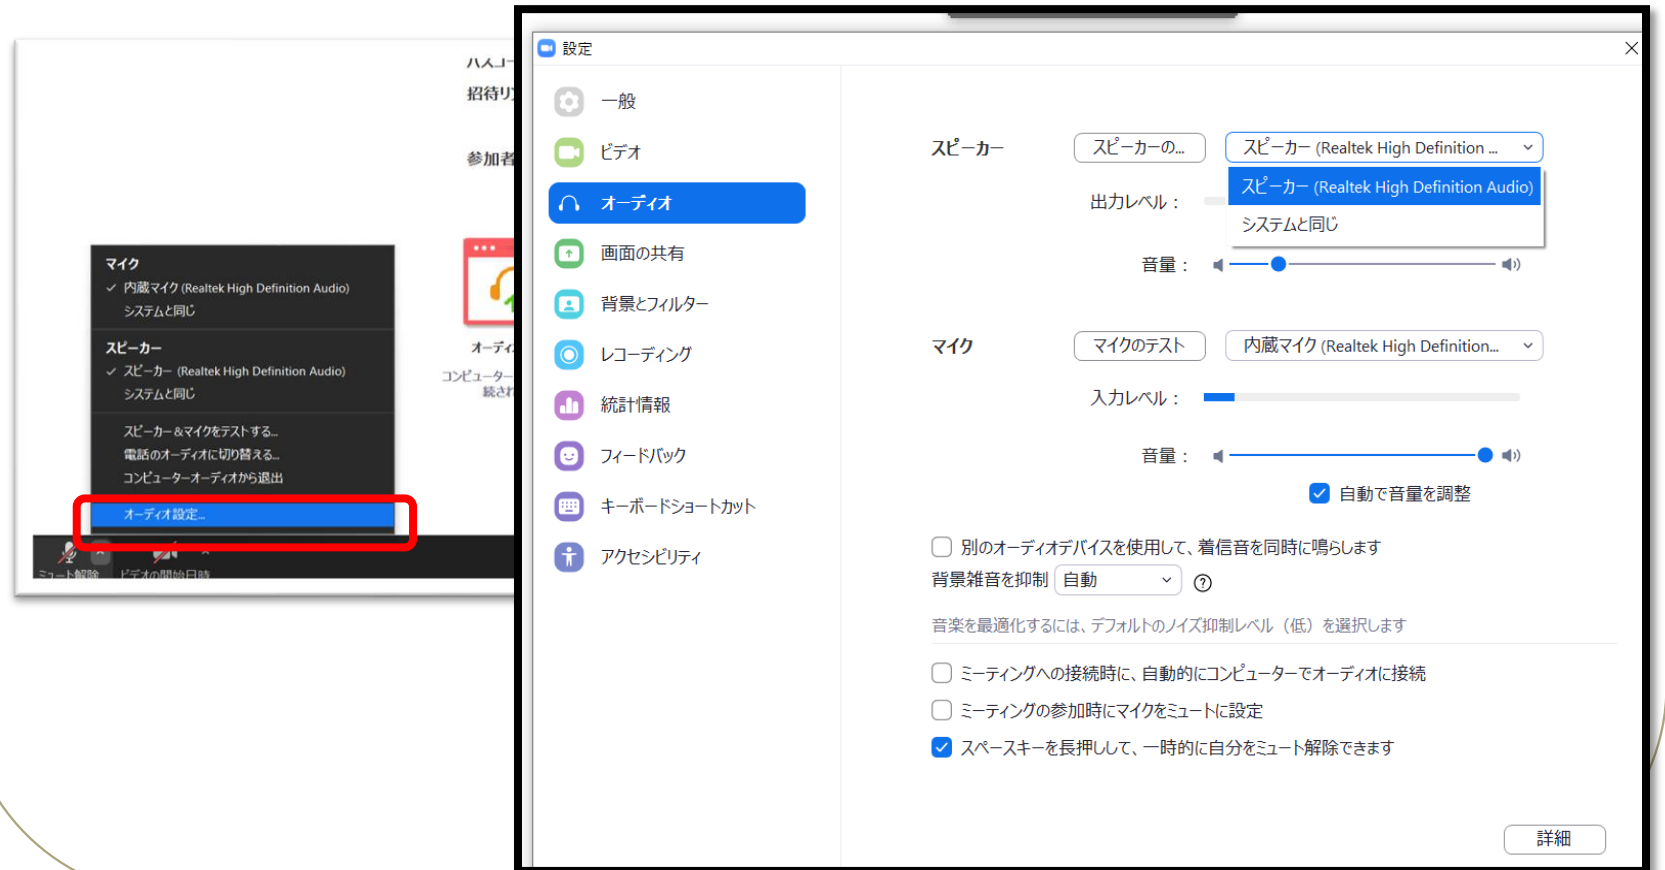 招待リ
参加者
マイク
✓ 内蔵マイク (Realtek High Definition Audio)
システムと同じ
スピーカー
✓ スピーカー (Realtek High Definition Audio)
システムと同じ
スピーカー&マイクをテストする...
電話のオーディオに切り替える...
コンピューターオーディオから退出
オーディオ設定...
ミュート解除
ビデオの開始日時
オーディ
コンピューター
続され
設定
一般
ビデオ
オーディオ
画面の共有
背景とフィルター
レコーディング
統計情報
フィードバック
キーボードショートカット
アクセシビリティ
スピーカー スピーカーの... スピーカー (Realtek High Definition ...
スピーカー (Realtek High Definition Audio)
システムと同じ
出力レベル：
音量：
マイク マイクのテスト 内蔵マイク (Realtek High Definition...
入力レベル：
音量：
自動で音量を調整
別のオーディオデバイスを使用して、着信音を同時に鳴らします
背景雑音を抑制 自動
音楽を最適化するには、デフォルトのノイズ抑制レベル（低）を選択します
ミーティングへの接続時に、自動的にコンピューターでオーディオに接続
ミーティングの参加時にマイクをミュートに設定
スペースキーを長押しして、一時的に自分をミュート解除できます
詳細